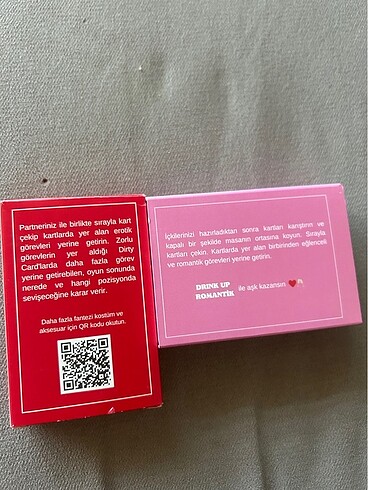 Partneriniz ile birlikte sırayla kart
çekip kartlarda yer alan erotik
görevleri yerine getirin. Zorlu
görevlerin yer aldığı Dirty
Card'larda daha fazla görev
yerine getirebilen, oyun sonunda
nerede ve hangi pozisyonda
sevişeceğine karar verir.
Daha fazla fantezi kostüm ve
aksesuar için QR kodu okutun.
İçkilerinizi hazırladıktan sonra kartları karıştırın ve
kapalı bir şekilde masanın ortasına koyun. Sırayla
kartları çekin. Kartlarda yer alan birbirinden eğlenceli
ve romantik görevleri yerine getirin.
DRINK UP
ROMANTİK ile aşk kazansın